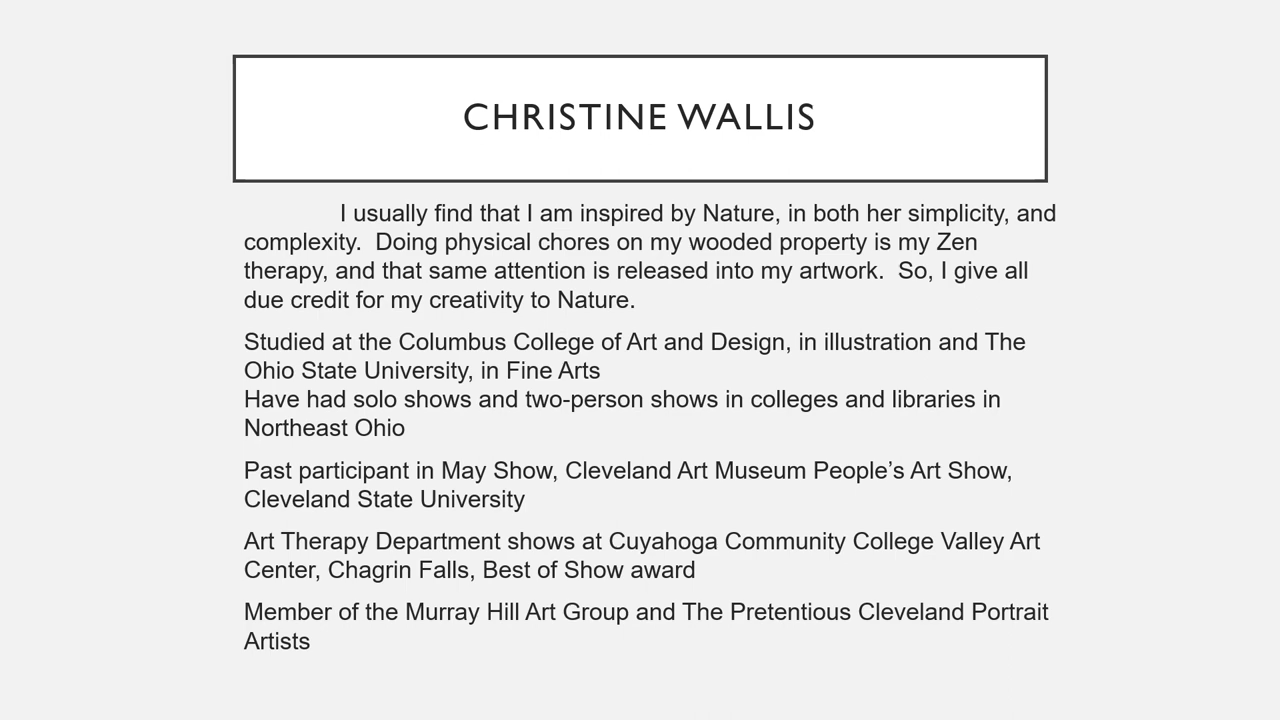 CHRISTINE WALLIS
I usually find that I am inspired by Nature, in both her simplicity, and
complexity.  Doing physical chores on my wooded property is my Zen
therapy, and that same attention is released into my artwork.  So, I give all
due credit for my creativity to Nature.
Studied at the Columbus College of Art and Design, in illustration and The
Ohio State University, in Fine Arts
Have had solo shows and two-person shows in colleges and libraries in
Northeast Ohio
Past participant in May Show, Cleveland Art Museum People’s Art Show,
Cleveland State University
Art Therapy Department shows at Cuyahoga Community College Valley Art
Center, Chagrin Falls, Best of Show award
Member of the Murray Hill Art Group and The Pretentious Cleveland Portrait
Artists